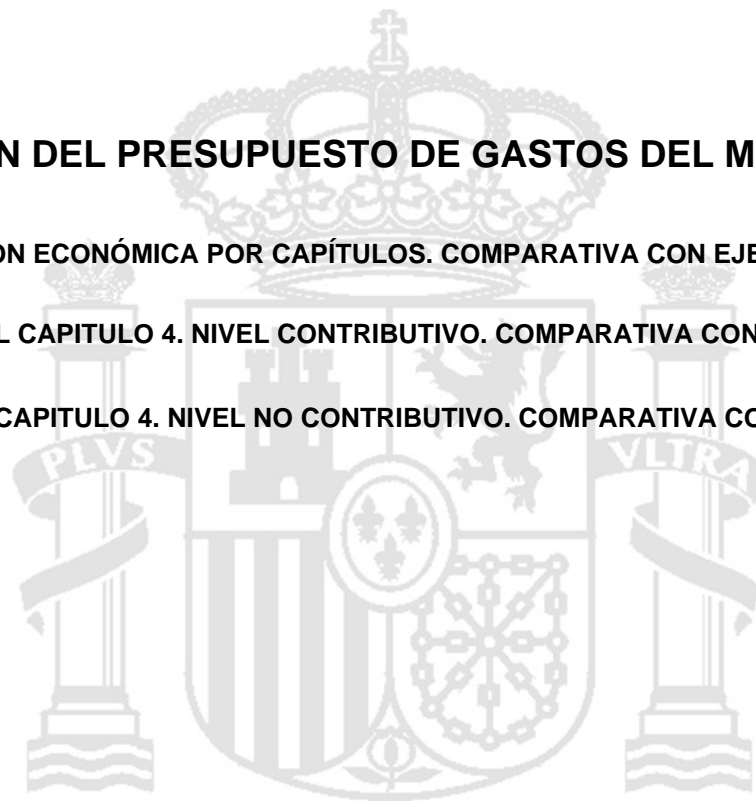 N DEL PRESUPUESTO DE GASTOS DEL M
ON ECONÓMICA POR CAPÍTULOS. COMPARATIVA CON EJE
L CAPITULO 4. NIVEL CONTRIBUTIVO. COMPARATIVA CON
CAPITULO 4. NIVEL NO CONTRIBUTIVO. COMPARATIVA CO
PLVS VLTRA